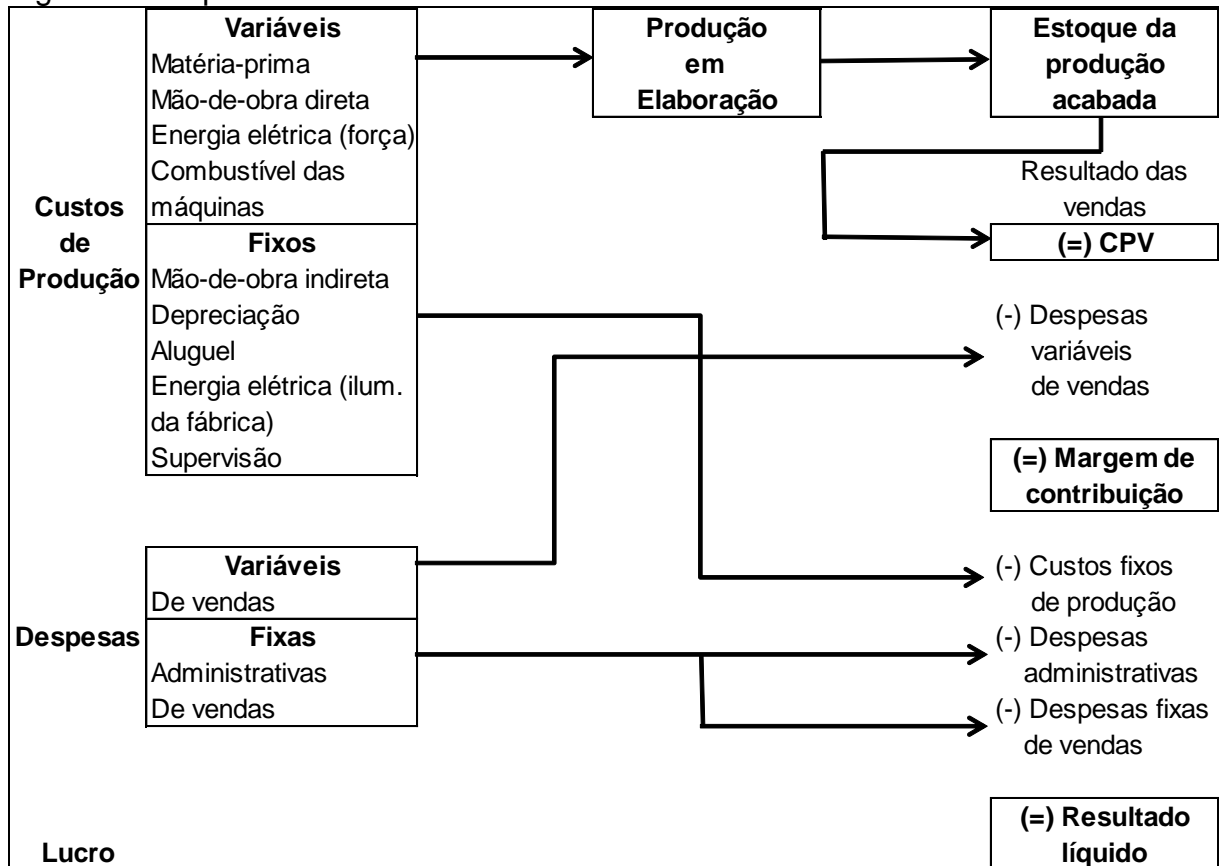 Variáveis
Matéria-prima
Mão-de-obra direta
Energia elétrica (força)
Combustível das
máquinas
Custos
de
Produção
Fixos
Mão-de-obra indireta
Depreciação
Aluguel
Energia elétrica (ilum.
da fábrica)
Supervisão
Produção
em
Elaboração
Estoque da
produção
acabada
Resultado das
vendas
(=) CPV
(-) Despesas
variáveis
de vendas
(=) Margem de
contribuição
Despesas
Variáveis
De vendas
Fixas
Administrativas
De vendas
(-) Custos fixos
de produção
(-) Despesas
administrativas
(-) Despesas fixas
de vendas
Lucro
(=) Resultado
líquido